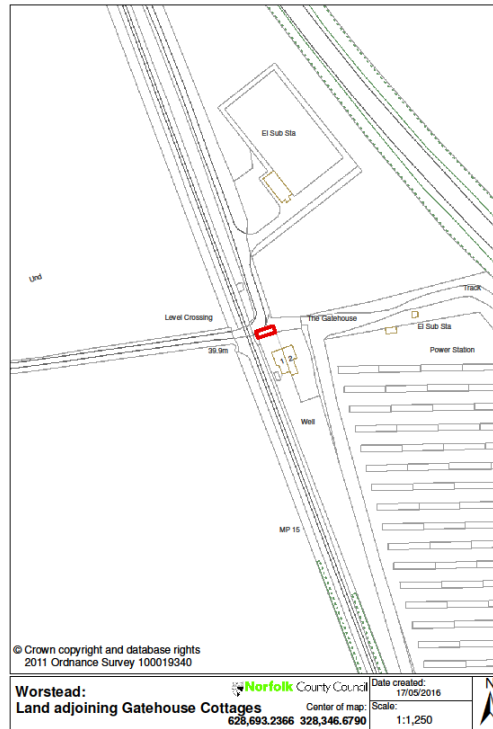 El Sub Sta
Und
Track
Level Crossing
The Gatehouse
El Sub Sta
39.9m
Power Station
1
2
Well
MP 15
© Crown copyright and database rights
2011 Ordnance Survey 100019340
Worstead:
Land adjoining Gatehouse Cottages
Norfolk County Council
Center of map:
628,693.2366 328,346.6790
Date created:
17/05/2016
Scale:
1:1,250
N